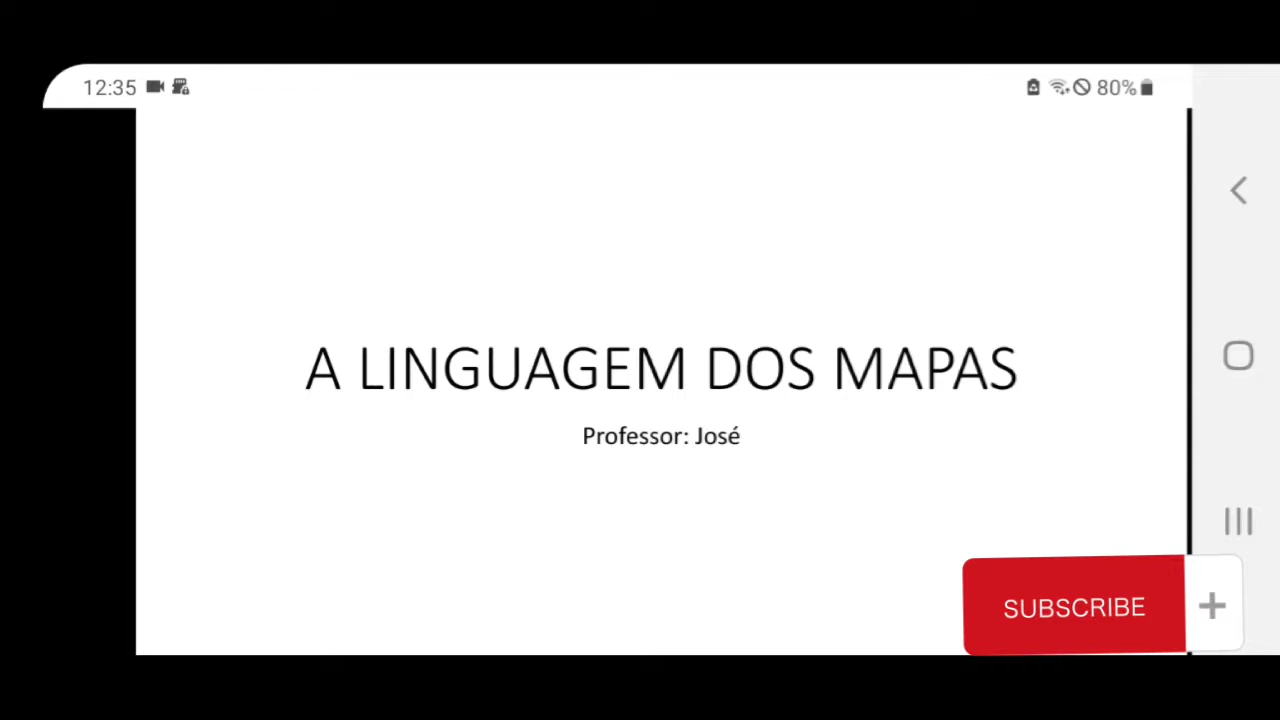 12:35
80%
A LINGUAGEM DOS MAPAS
Professor: José
SUBSCRIBE